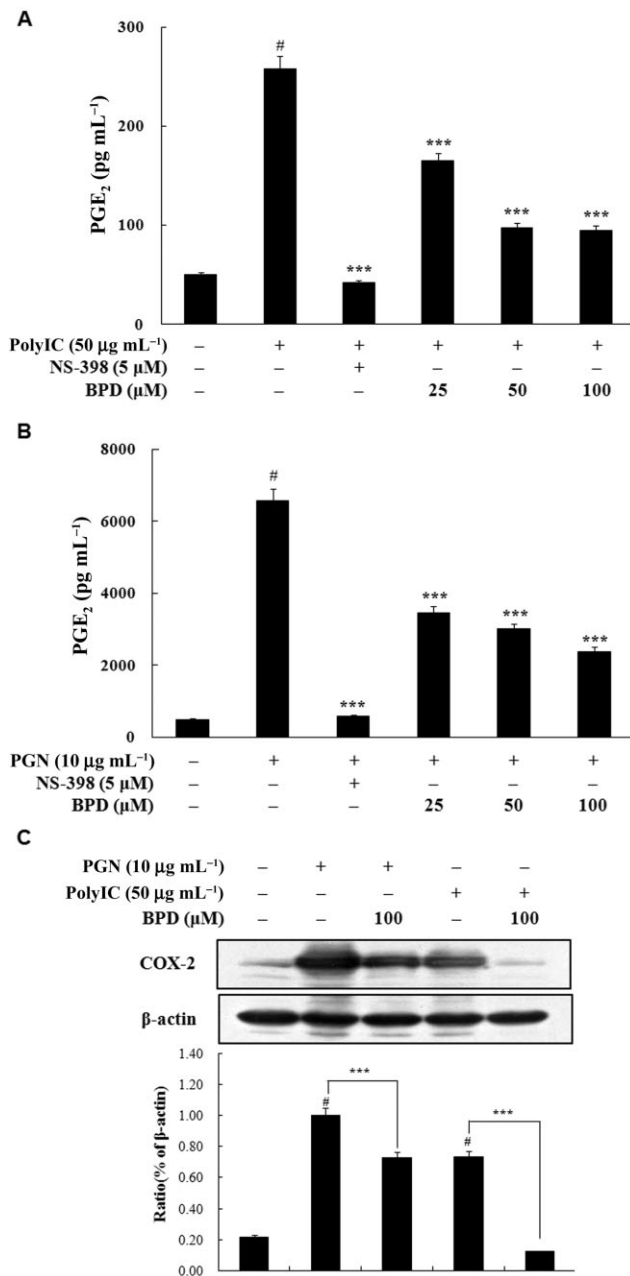 A
300
#
PGE₂ (pg mL⁻¹)
200
***
***
***
100
***
0
PolyIC (50 μg mL⁻¹) – + + + + +
NS-398 (5 μM) – – + – – –
BPD (μM) – – – 25 50 100
B
8000
#
PGE₂ (pg mL⁻¹)
6000
4000
***
***
***
2000
***
0
PGN (10 μg mL⁻¹) – + + + + +
NS-398 (5 μM) – – + – – –
BPD (μM) – – – 25 50 100
C
PGN (10 μg mL⁻¹) – + + – –
PolyIC (50 μg mL⁻¹) – – – + +
BPD (μM) – – 100 – 100
COX-2
β-actin
Ratio(% of β-actin)
1.40
1.20
***
1.00
#
***
0.80
#
0.60
0.40
0.20
0.00